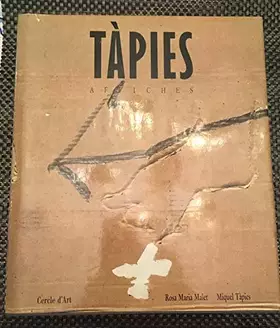 TÀPIES
AFFICHES
Cercle d'Art Rosa Maria Malet Miquel Tàpies